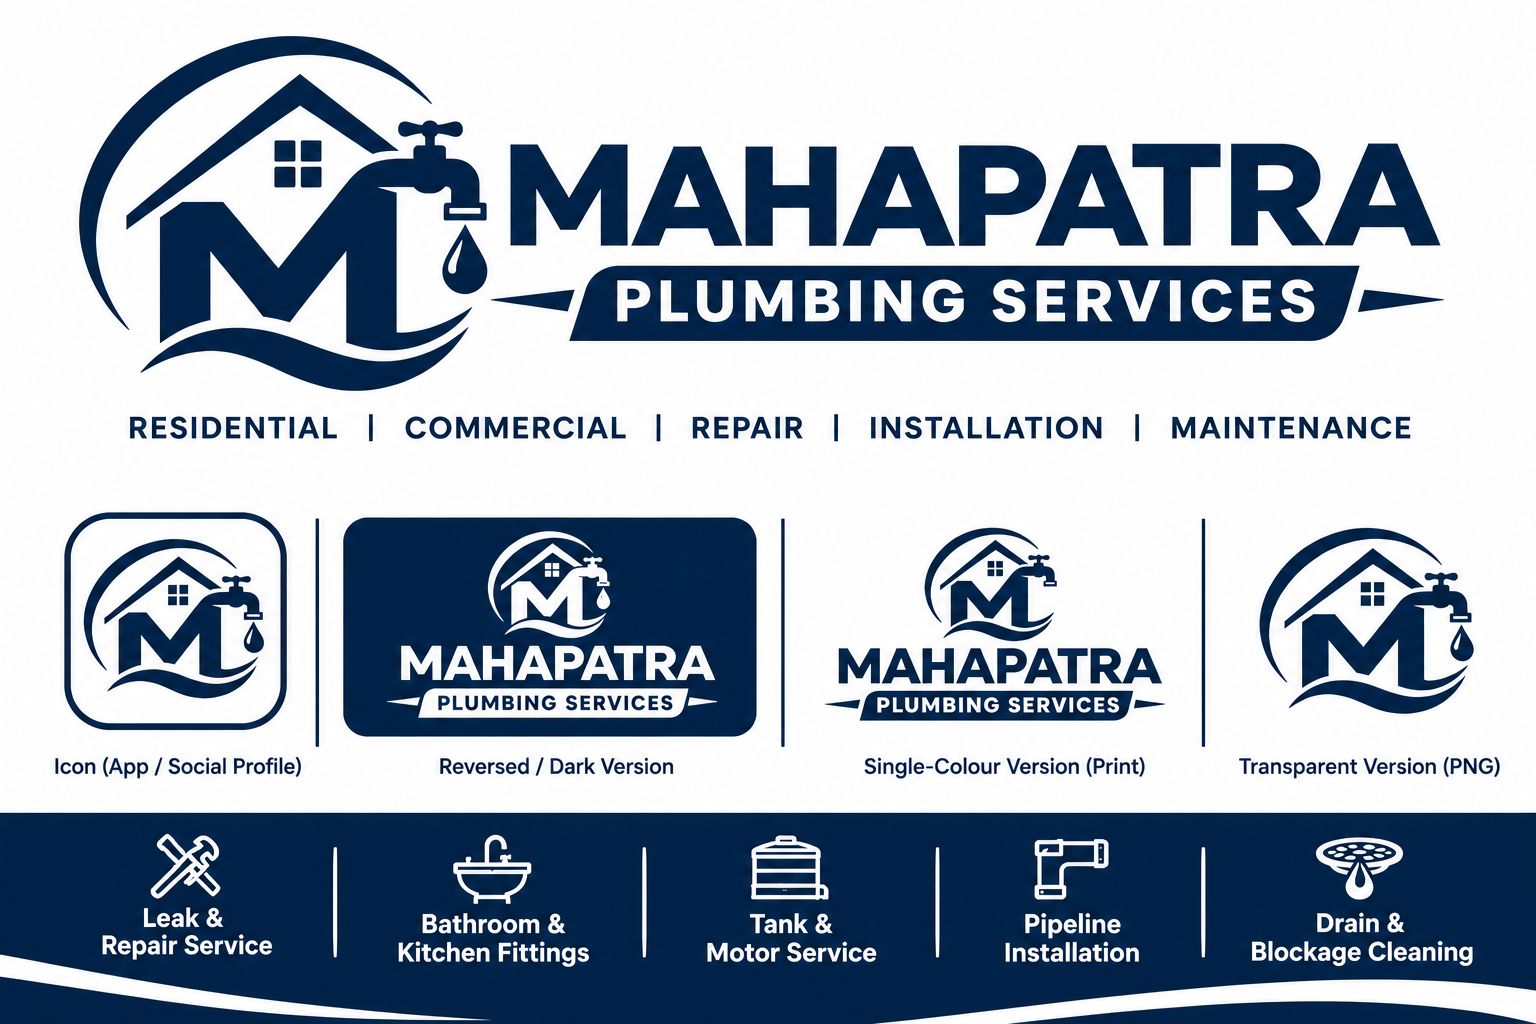 MAHAPATRA
PLUMBING SERVICES
RESIDENTIAL | COMMERCIAL | REPAIR | INSTALLATION | MAINTENANCE
M
M
MAHAPATRA
PLUMBING SERVICES
M
MAHAPATRA
PLUMBING SERVICES
M
M
Icon (App / Social Profile)
Reversed / Dark Version
Single-Colour Version (Print)
Transparent Version (PNG)
Leak &
Repair Service
Bathroom &
Kitchen Fittings
Tank &
Motor Service
Pipeline
Installation
Drain &
Blockage Cleaning